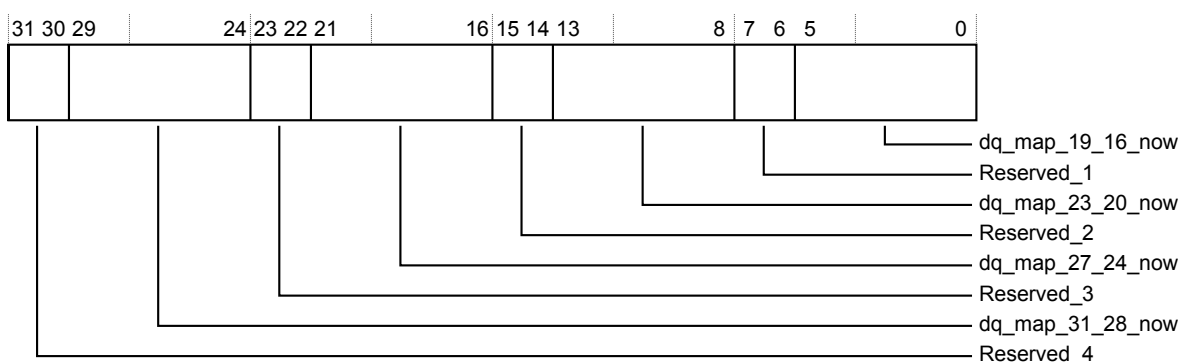 31 30 29 24 23 22 21 16 15 14 13 8 7 6 5 0
dq_map_19_16_now
Reserved_1
dq_map_23_20_now
Reserved_2
dq_map_27_24_now
Reserved_3
dq_map_31_28_now
Reserved_4